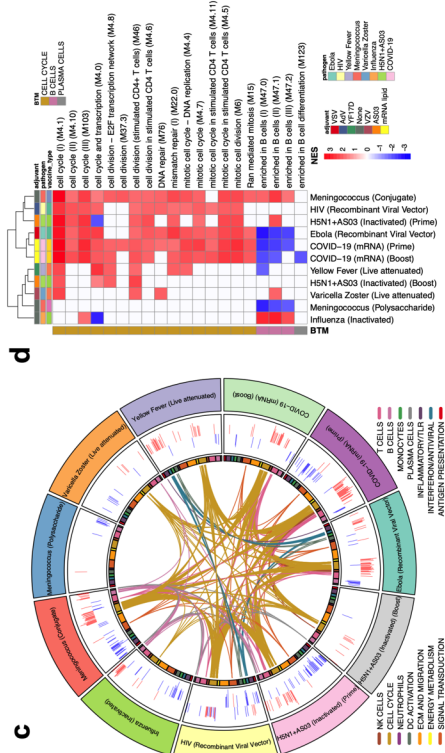 c
Meningococcus (Polysaccharide)
Varicella Zoster (Live attenuated)
Yellow Fever (Live attenuated)
COVID-19 (mRNA) (Boost)
COVID-19 (mRNA) (Prime)
Ebola (Recombinant Viral Vector)
H5N1+AS03 (Inactivated) (Boost)
H5N1+AS03 (Inactivated) (Prime)
HIV (Recombinant Viral Vector)
Influenza (Inactivated)
Meningococcus (Conjugate)
NK CELLS
CELL CYCLE
NEUTROPHILS
DC ACTIVATION
ECM AND MIGRATION
ENERGY METABOLISM
SIGNAL TRANSDUCTION
T CELLS
B CELLS
MONOCYTES
PLASMA CELLS
INFLAMMATORY/TLR
INTERFERON/ANTIVIRAL
ANTIGEN PRESENTATION
d
BTM
CELL CYCLE
B CELLS
PLASMA CELLS
adjuvant
pathogen
vaccine_type
cell cycle (I) (M4.1)
cell cycle (II) (M4.10)
cell cycle (III) (M103)
cell cycle and transcription (M4.0)
cell division – E2F transcription network (M4.8)
cell division (M37.3)
cell division (stimulated CD4+ T cells) (M46)
cell division in stimulated CD4 T cells (M4.6)
DNA repair (M76)
mismatch repair (I) (M22.0)
mitotic cell cycle – DNA replication (M4.4)
mitotic cell cycle (M4.7)
mitotic cell cycle in stimulated CD4 T cells (M4.11)
mitotic cell cycle in stimulated CD4 T cells (M4.5)
mitotic cell division (M6)
Ran mediated mitosis (M15)
enriched in B cells (I) (M47.0)
enriched in B cells (II) (M47.1)
enriched in B cells (III) (M47.2)
enriched in B cell differentiation (M123)
Meningococcus (Conjugate)
HIV (Recombinant Viral Vector)
H5N1+AS03 (Inactivated) (Prime)
Ebola (Recombinant Viral Vector)
COVID−19 (mRNA) (Prime)
COVID−19 (mRNA) (Boost)
Yellow Fever (Live attenuated)
H5N1+AS03 (Inactivated) (Boost)
Varicella Zoster (Live attenuated)
Meningococcus (Polysaccharide)
Influenza (Inactivated)
BTM
NES
3
2
1
0
−1
−2
−3
adjuvant
VSV
AdV
YF17D
None
VZV
AS03
mRNA lipid
pathogen
Ebola
HIV
Yellow Fever
Meningococcus
Varicella Zoster
Influenza
H5N1+AS03
COVID−19